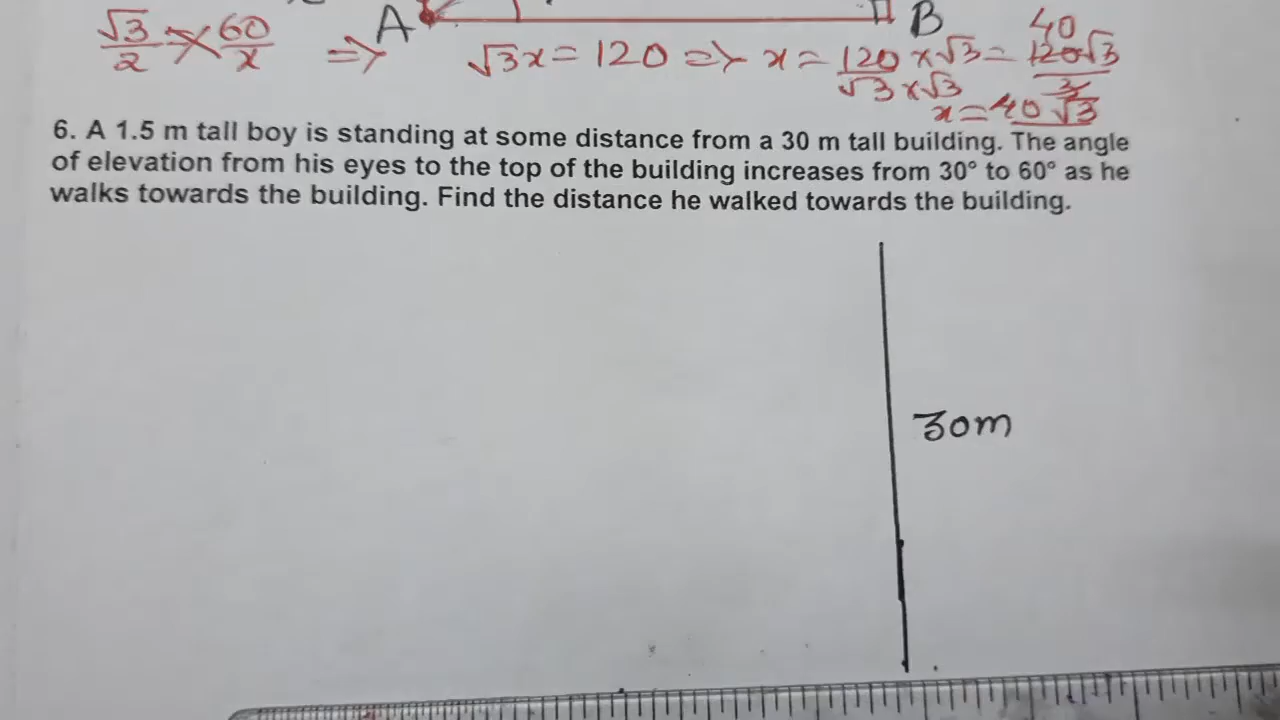 √3/2 × 60/x ⇒ A √3x = 120 ⇒ x = 120 × √3 / √3 × √3 = 120√3 / 3 B 40
x = 40√3
6. A 1.5 m tall boy is standing at some distance from a 30 m tall building. The angle
of elevation from his eyes to the top of the building increases from 30° to 60° as he
walks towards the building. Find the distance he walked towards the building.
30m